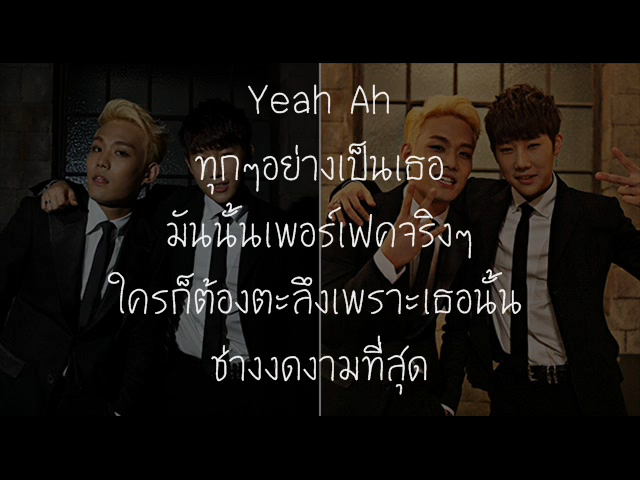 Yeah Ah
ทุกๆอย่างเป็นเธอ
มันนั้นเพอร์เฟคจริงๆ
ใครก็ต้องตะลึงเพราะเธอนั้น
ช่างงดงามที่สุด